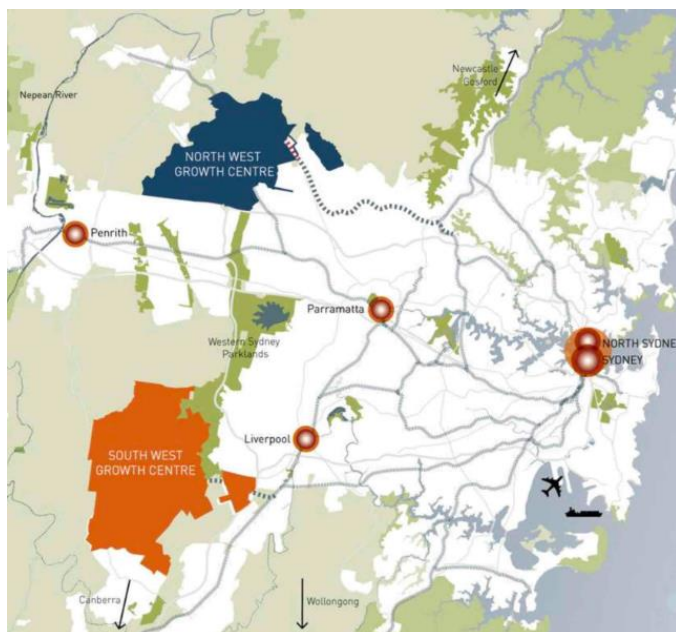 Newcastle
Gosford
Nepean River
NORTH WEST
GROWTH CENTRE
Penrith
Parramatta
Western Sydney
Parklands
NORTH SYDNE
SYDNEY
Liverpool
SOUTH WEST
GROWTH CENTRE
Canberra
Wollongong